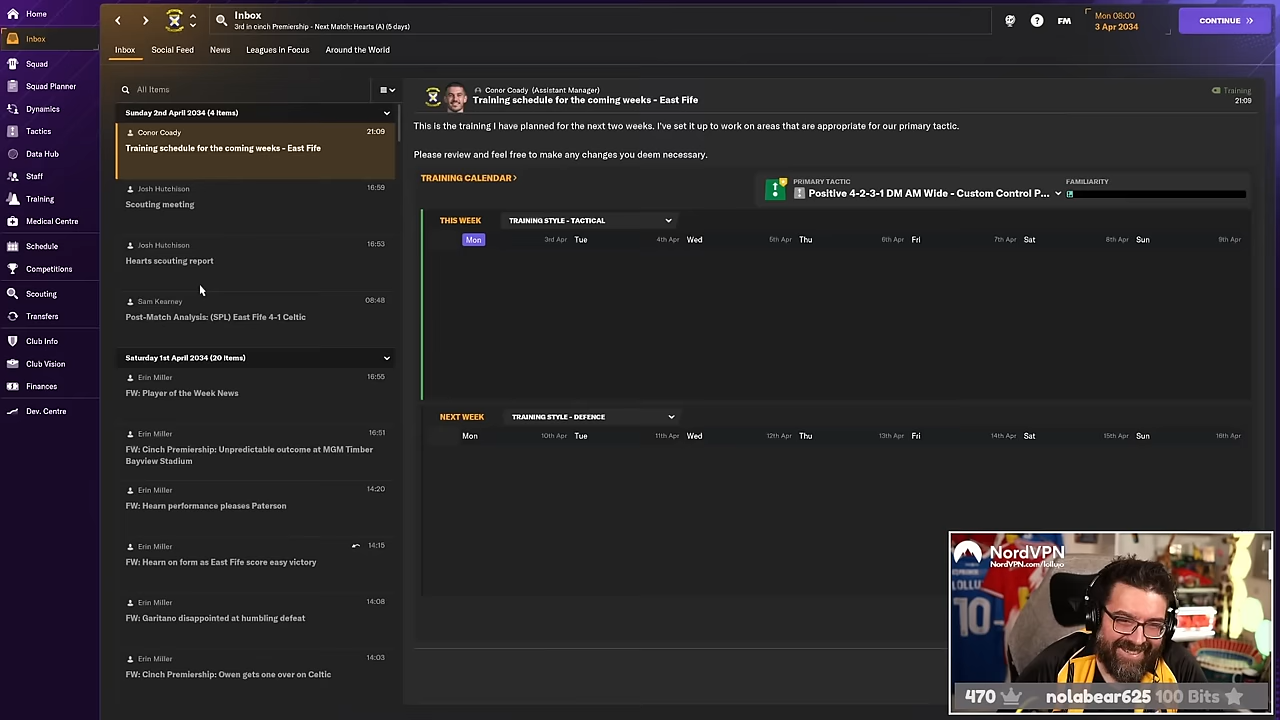 Home
Inbox
Squad
Squad Planner
Dynamics
Tactics
Data Hub
Staff
Training
Medical Centre
Schedule
Competitions
Scouting
Transfers
Club Info
Club Vision
Finances
Dev. Centre
Inbox
3rd in cinch Premiership - Next Match: Hearts (A) (5 days)
FM
Mon 08:00
3 Apr 2034
CONTINUE
Inbox
Social Feed
News
Leagues In Focus
Around the World
All Items
Sunday 2nd April 2034 (4 Items)
Conor Coady 21:09
Training schedule for the coming weeks - East Fife
Josh Hutchison 16:59
Scouting meeting
Josh Hutchison 16:53
Hearts scouting report
Sam Kearney 08:48
Post-Match Analysis: (SPL) East Fife 4-1 Celtic
Saturday 1st April 2034 (20 Items)
Erin Miller 16:55
FW: Player of the Week News
Erin Miller 16:51
FW: Cinch Premiership: Unpredictable outcome at MGM Timber
Bayview Stadium
Erin Miller 14:20
FW: Hearn performance pleases Paterson
Erin Miller 14:15
FW: Hearn on form as East Fife score easy victory
Erin Miller 14:08
FW: Garitano disappointed at humbling defeat
Erin Miller 14:03
FW: Cinch Premiership: Owen gets one over on Celtic
Conor Coady (Assistant Manager)
Training schedule for the coming weeks - East Fife
Training
21:09
This is the training I have planned for the next two weeks. I've set it up to work on areas that are appropriate for our primary tactic.
Please review and feel free to make any changes you deem necessary.
TRAINING CALENDAR >
PRIMARY TACTIC
Positive 4-2-3-1 DM AM Wide - Custom Control P...
FAMILIARITY
THIS WEEK
TRAINING STYLE - TACTICAL
Mon 3rd Apr Tue 4th Apr Wed 5th Apr Thu 6th Apr Fri 7th Apr Sat 8th Apr Sun 9th Apr
NEXT WEEK
TRAINING STYLE - DEFENCE
Mon 10th Apr Tue 11th Apr Wed 12th Apr Thu 13th Apr Fri 14th Apr Sat 15th Apr Sun 16th Apr
NordVPN
NordVPN.com/lollujo
LOLLU
10
470 nolabear625 100 Bits